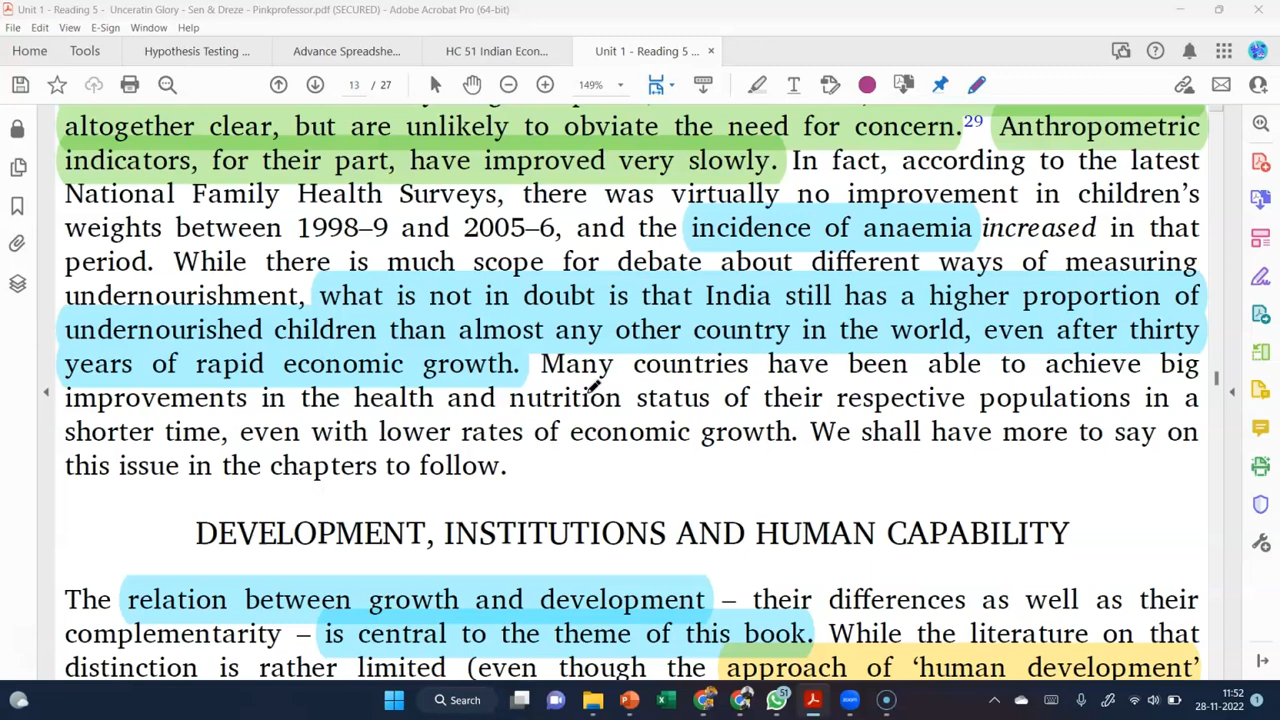 Unit 1 - Reading 5 - Unceratin Glory - Sen & Dreze - Pinkprofessor.pdf (SECURED) - Adobe Acrobat Pro (64-bit)
File Edit View E-Sign Window Help
Home Tools Hypothesis Testing ... Advance Spreadshe... HC 51 Indian Econ... Unit 1 - Reading 5 ... ×
13 / 27 149%
altogether clear, but are unlikely to obviate the need for concern.29 Anthropometric
indicators, for their part, have improved very slowly. In fact, according to the latest
National Family Health Surveys, there was virtually no improvement in children’s
weights between 1998–9 and 2005–6, and the incidence of anaemia increased in that
period. While there is much scope for debate about different ways of measuring
undernourishment, what is not in doubt is that India still has a higher proportion of
undernourished children than almost any other country in the world, even after thirty
years of rapid economic growth. Many countries have been able to achieve big
improvements in the health and nutrition status of their respective populations in a
shorter time, even with lower rates of economic growth. We shall have more to say on
this issue in the chapters to follow.
DEVELOPMENT, INSTITUTIONS AND HUMAN CAPABILITY
The relation between growth and development – their differences as well as their
complementarity – is central to the theme of this book. While the literature on that
distinction is rather limited (even though the approach of ‘human development’
Search 51 11:52
28-11-2022